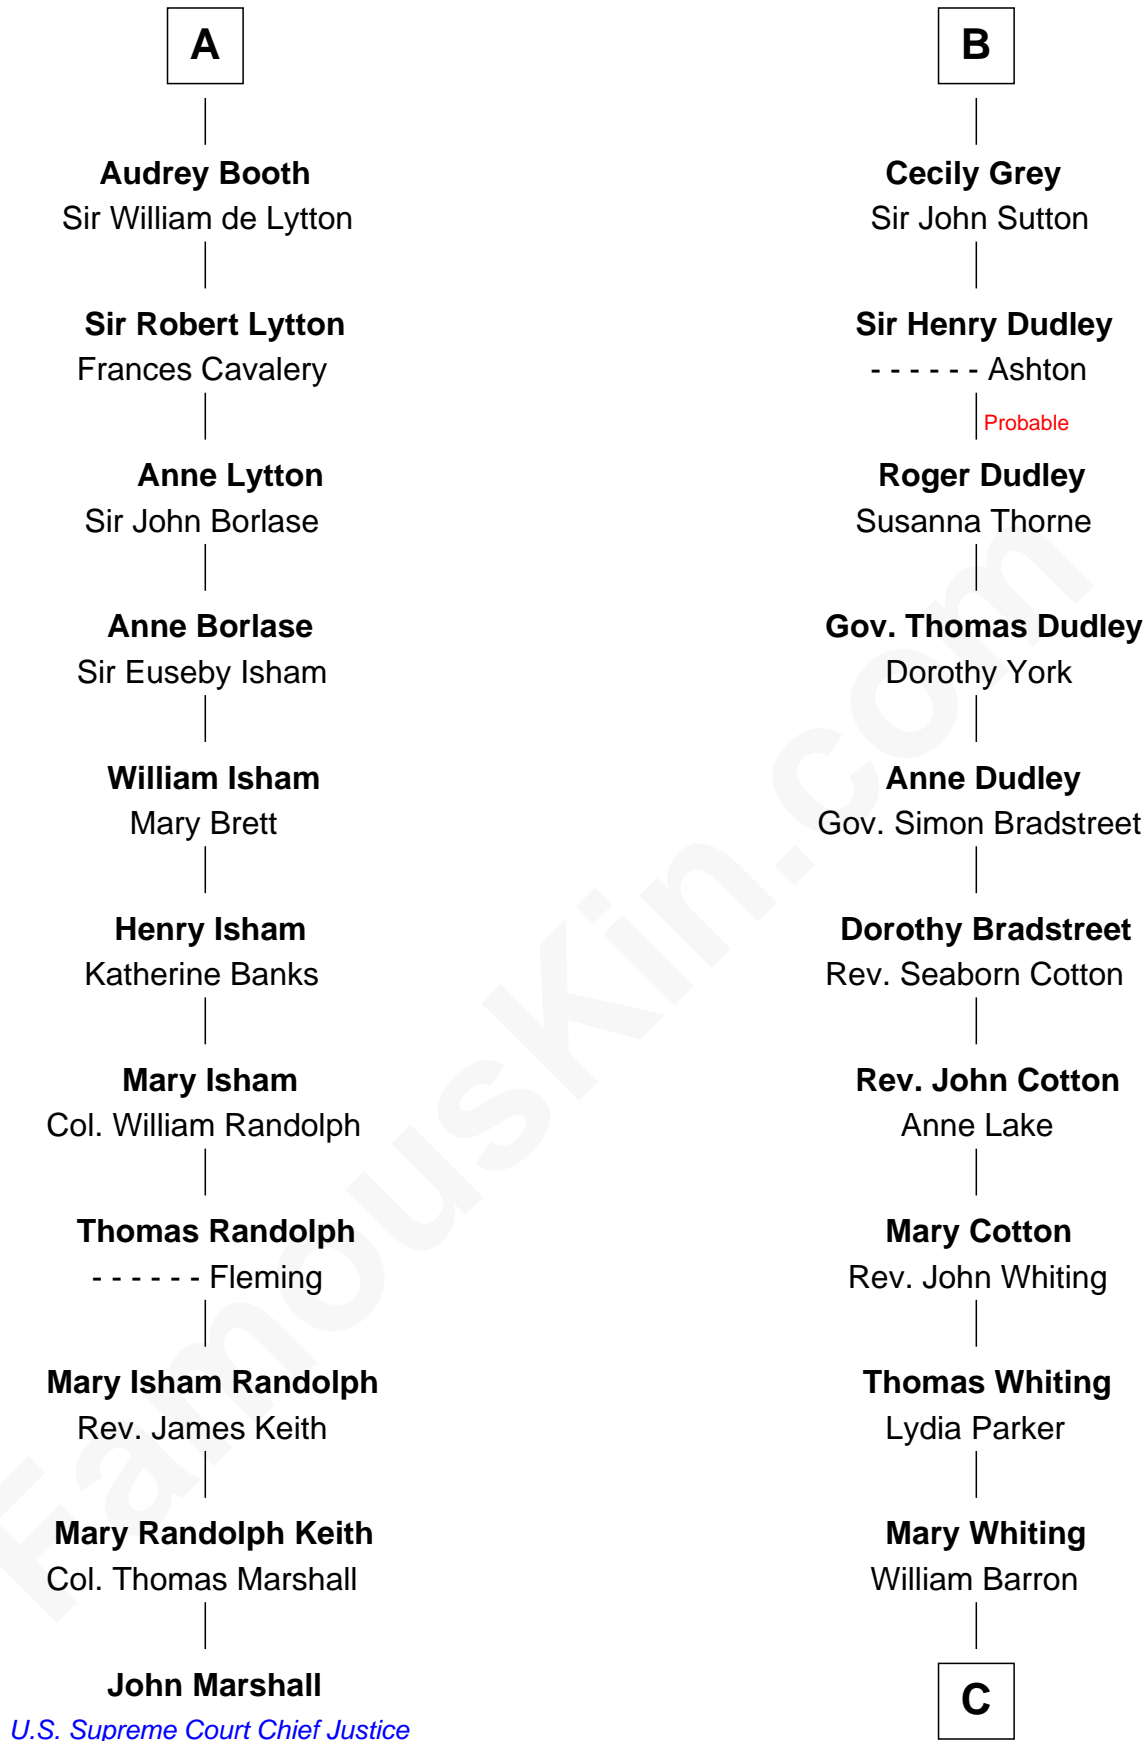 A
Audrey Booth
Sir William de Lytton
Sir Robert Lytton
Frances Cavalery
Anne Lytton
Sir John Borlase
Anne Borlase
Sir Euseby Isham
William Isham
Mary Brett
Henry Isham
Katherine Banks
Mary Isham
Col. William Randolph
Thomas Randolph
- - - - - - Fleming
Mary Isham Randolph
Rev. James Keith
Mary Randolph Keith
Col. Thomas Marshall
John Marshall
U.S. Supreme Court Chief Justice
B
Cecily Grey
Sir John Sutton
Sir Henry Dudley
- - - - - - Ashton
Probable
Roger Dudley
Susanna Thorne
Gov. Thomas Dudley
Dorothy York
Anne Dudley
Gov. Simon Bradstreet
Dorothy Bradstreet
Rev. Seaborn Cotton
Rev. John Cotton
Anne Lake
Mary Cotton
Rev. John Whiting
Thomas Whiting
Lydia Parker
Mary Whiting
William Barron
C
FamousKin.com